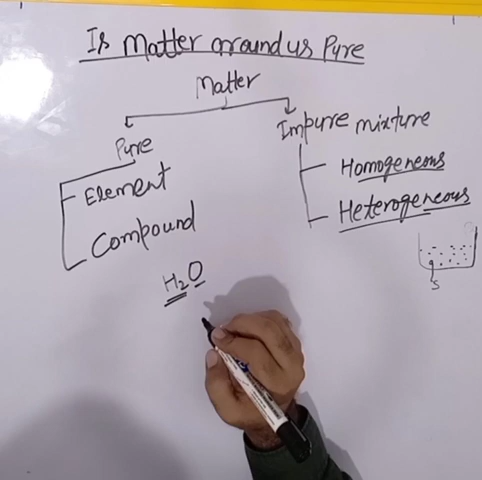 Is Matter around us Pure
Matter
Pure
Impure mixture
Element
Compound
Homogeneous
Heterogeneous
H₂O
S